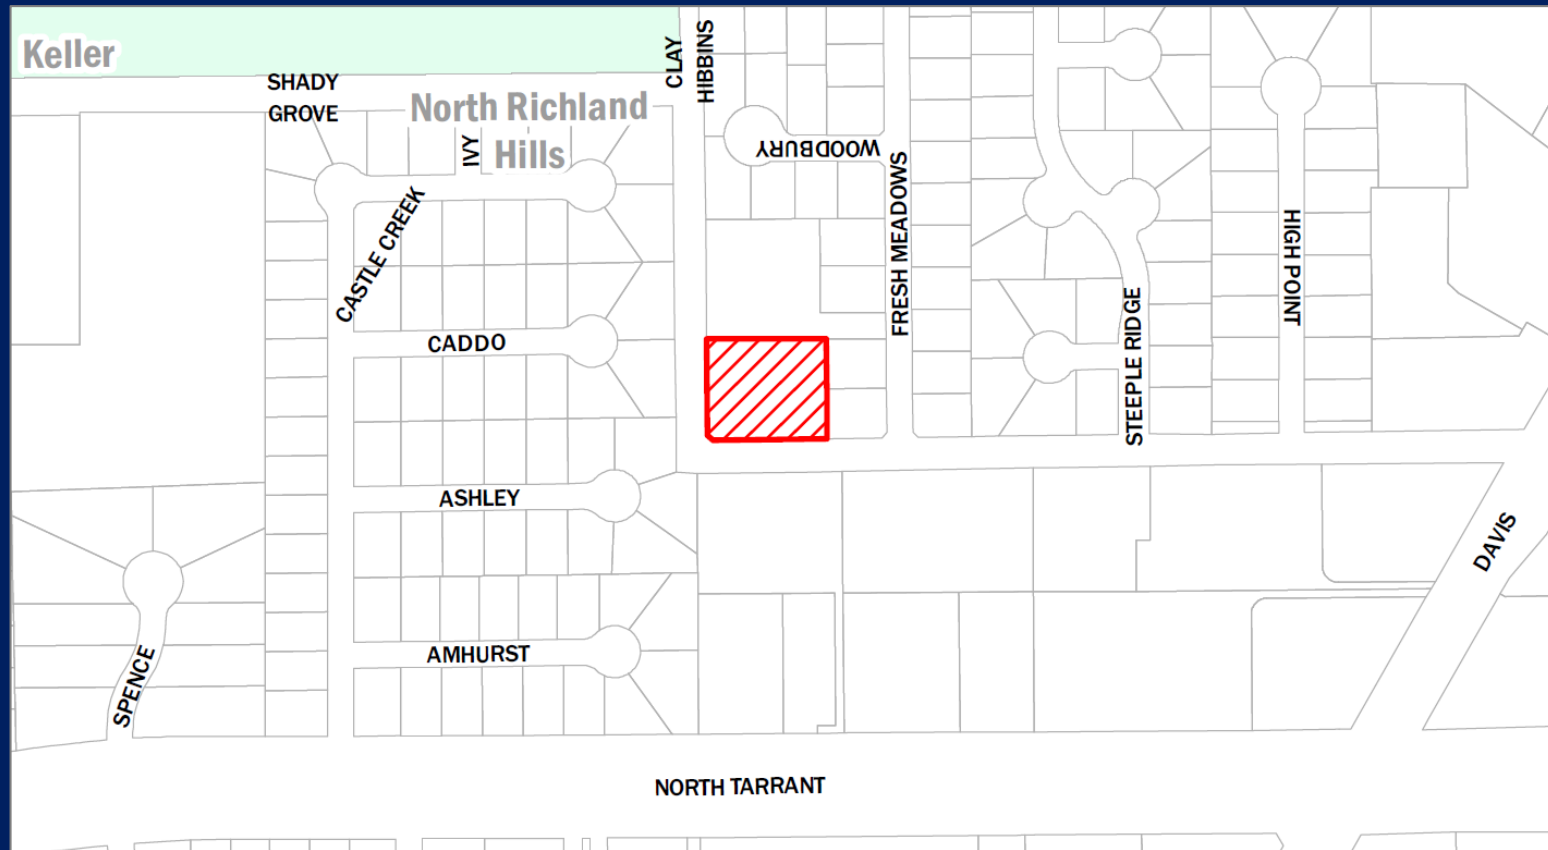 Keller
SHADY
GROVE
North Richland
Hills
IVY
CLAY
HIBBINS
WOODBURY
FRESH MEADOWS
CASTLE CREEK
CADDO
HIGH POINT
STEEPLE RIDGE
ASHLEY
DAVIS
AMHURST
SPENCE
NORTH TARRANT